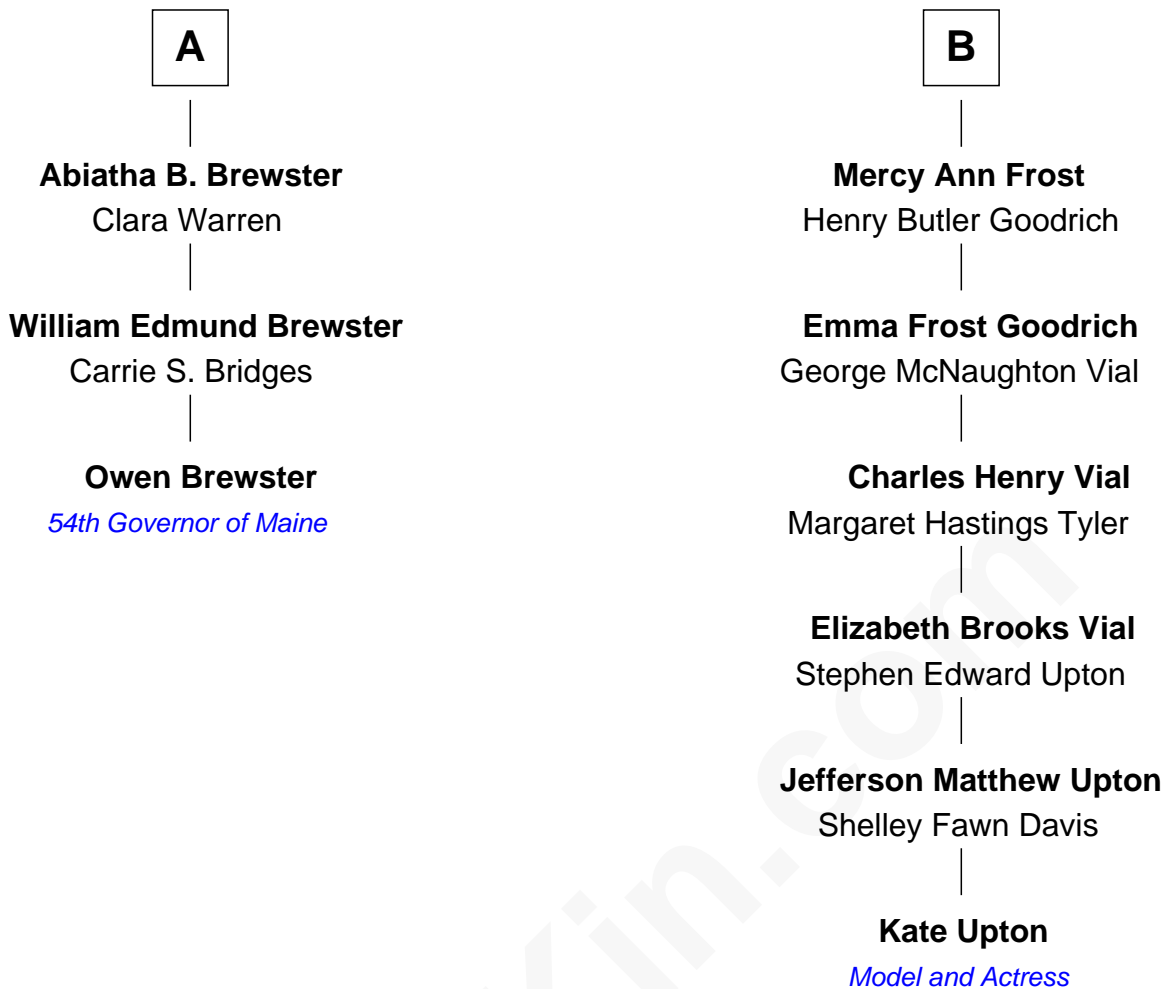 A
Abiatha B. Brewster
Clara Warren
William Edmund Brewster
Carrie S. Bridges
Owen Brewster
54th Governor of Maine
B
Mercy Ann Frost
Henry Butler Goodrich
Emma Frost Goodrich
George McNaughton Vial
Charles Henry Vial
Margaret Hastings Tyler
Elizabeth Brooks Vial
Stephen Edward Upton
Jefferson Matthew Upton
Shelley Fawn Davis
Kate Upton
Model and Actress